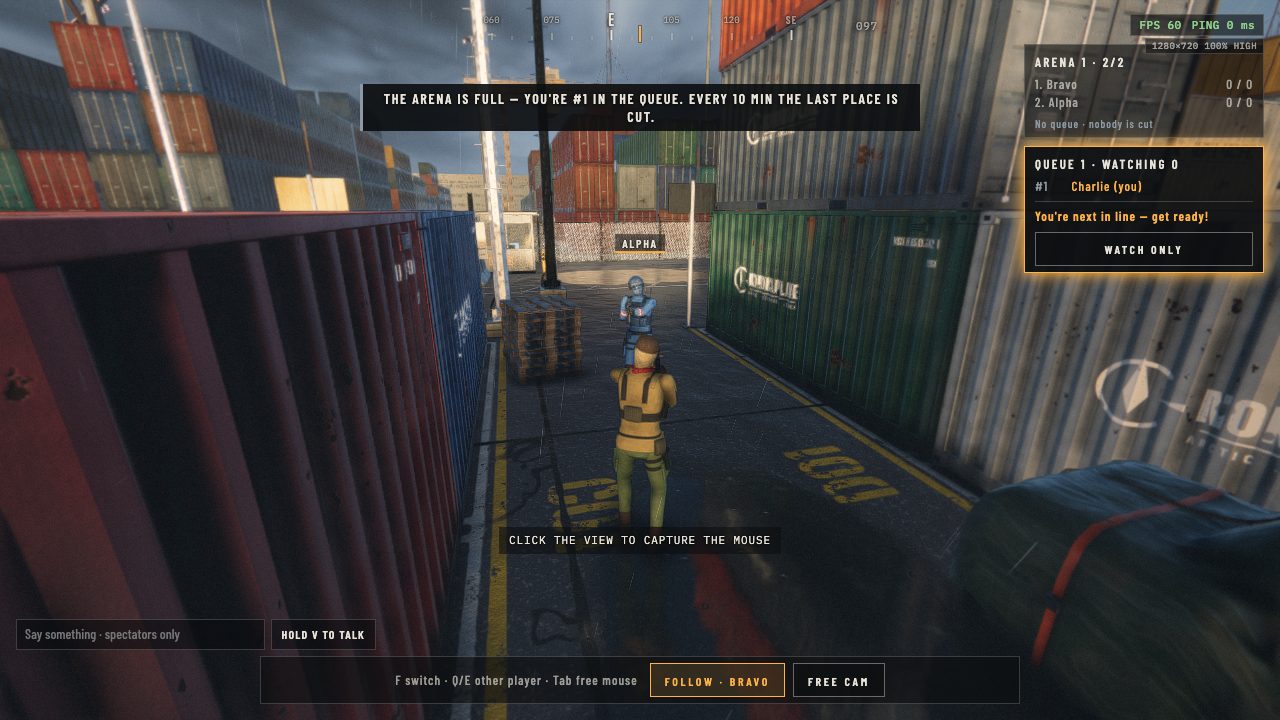 060 075 E 105 120 SE 097
FPS 60 PING 0 ms
1280×720 100% HIGH
ARENA 1 · 2/2
1. Bravo 0 / 0
2. Alpha 0 / 0
No queue · nobody is cut
THE ARENA IS FULL — YOU'RE #1 IN THE QUEUE. EVERY 10 MIN THE LAST PLACE IS
CUT.
QUEUE 1 · WATCHING 0
#1 Charlie (you)
You're next in line — get ready!
WATCH ONLY
ALPHA
CLICK THE VIEW TO CAPTURE THE MOUSE
Say something · spectators only
HOLD V TO TALK
F switch · Q/E other player · Tab free mouse
FOLLOW · BRAVO
FREE CAM